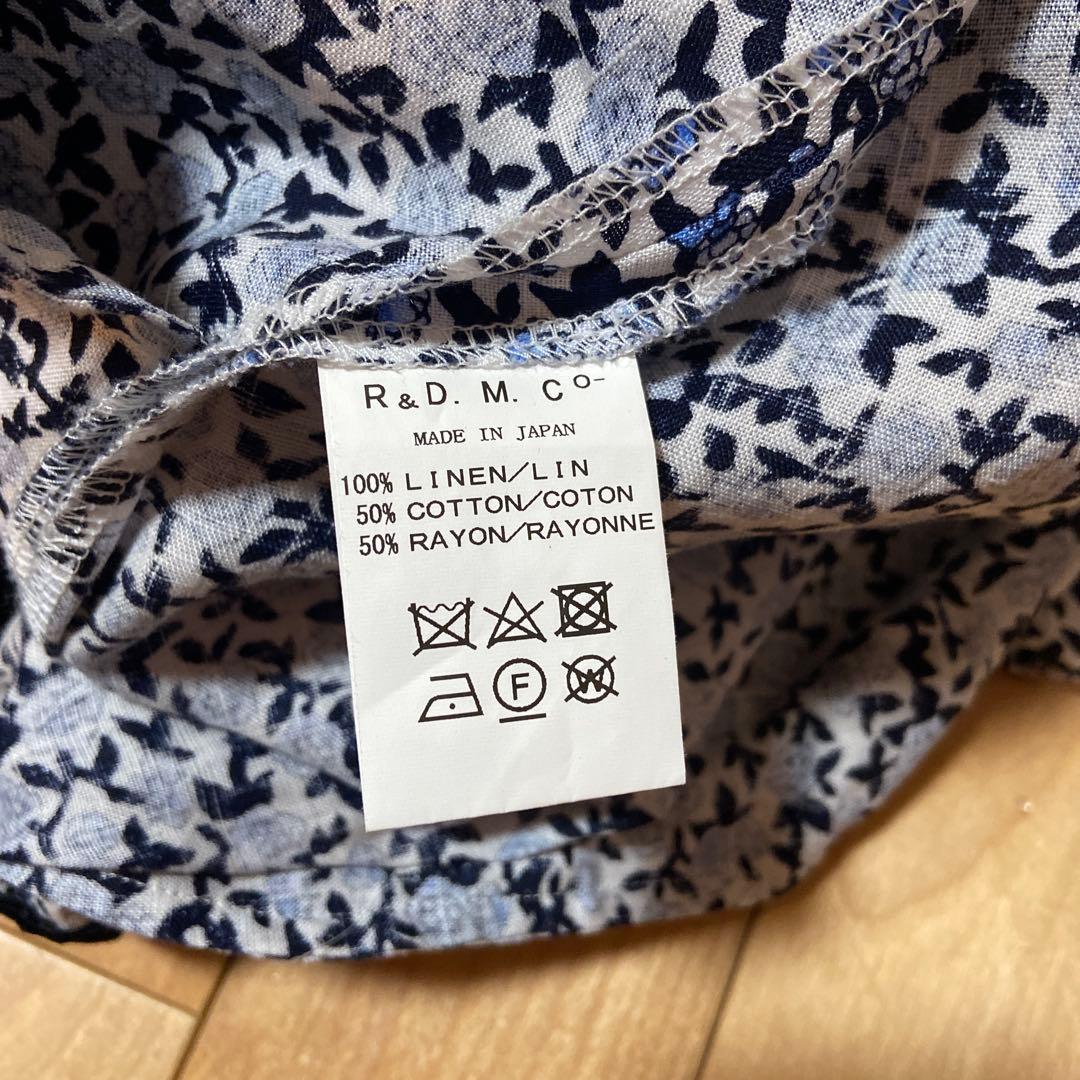 R & D. M. Co-
MADE IN JAPAN
100% LINEN/LIN
50% COTTON/COTON
50% RAYON/RAYONNE
F W